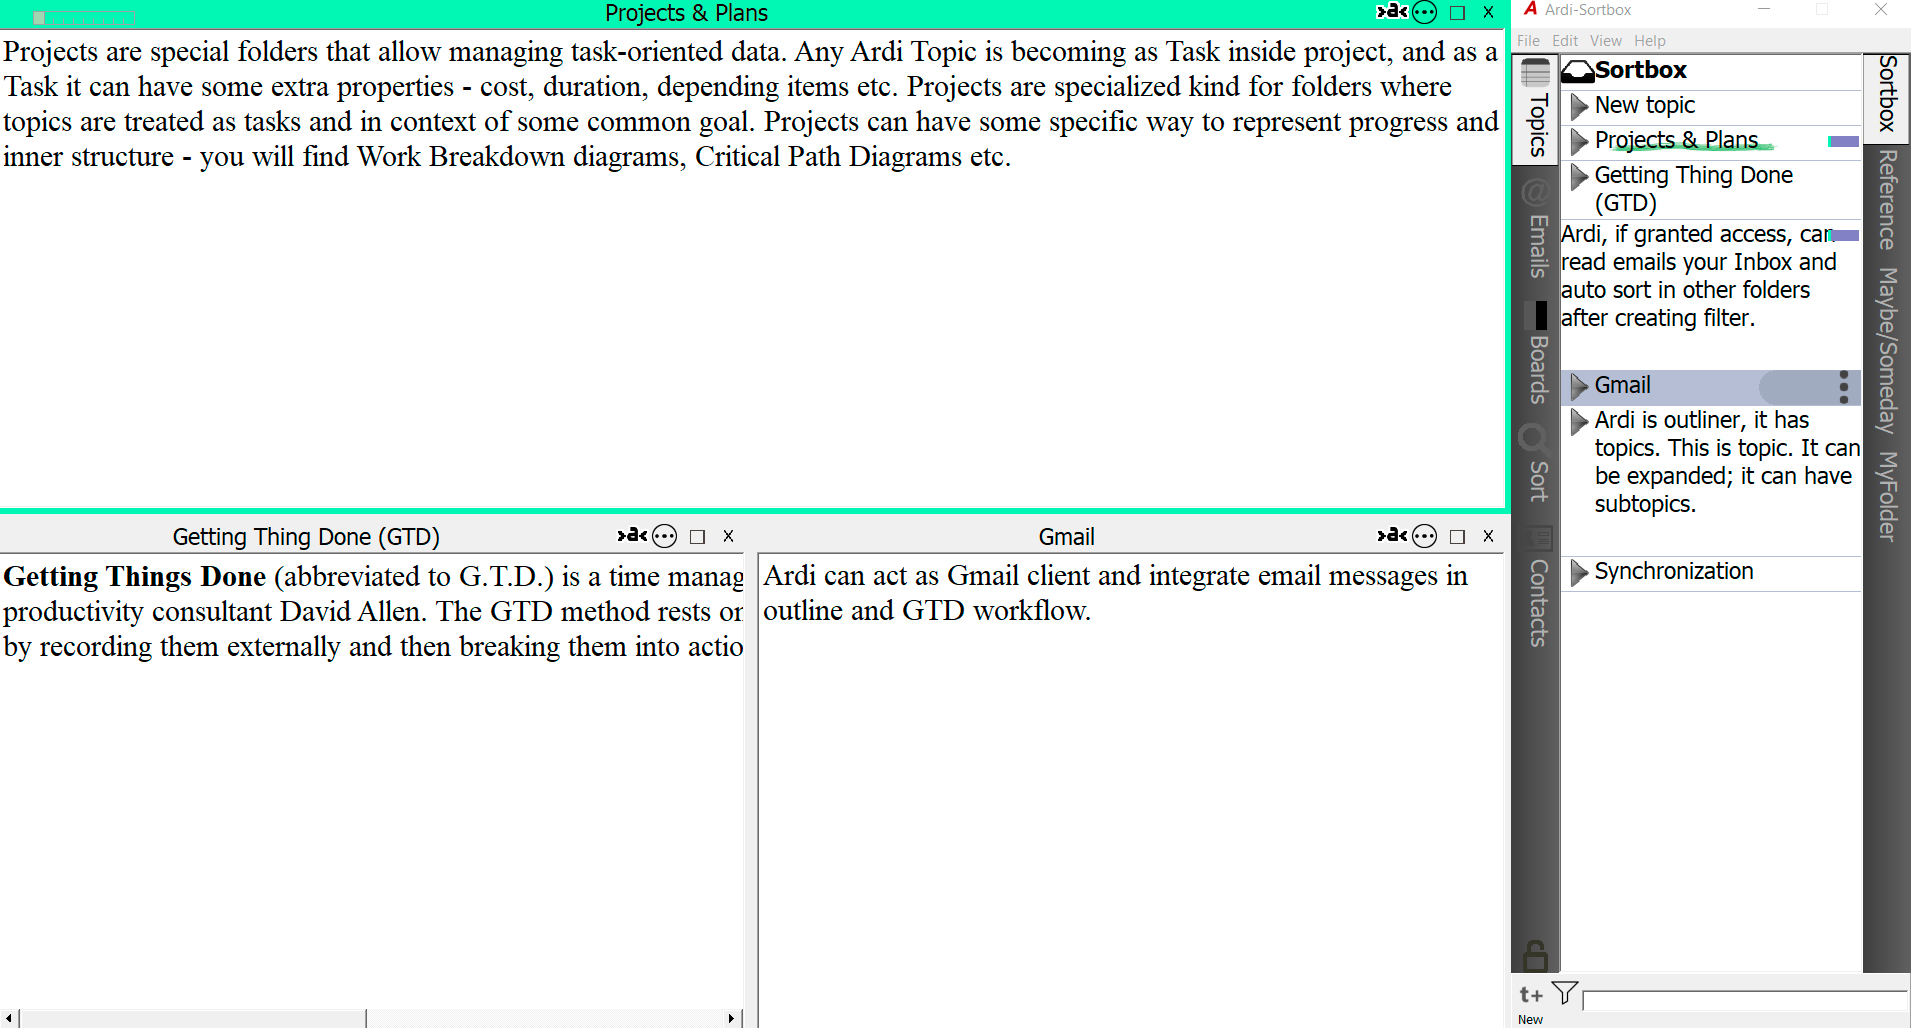 Projects & Plans
Projects are special folders that allow managing task-oriented data. Any Ardi Topic is becoming as Task inside project, and as a
Task it can have some extra properties - cost, duration, depending items etc. Projects are specialized kind for folders where
topics are treated as tasks and in context of some common goal. Projects can have some specific way to represent progress and
inner structure - you will find Work Breakdown diagrams, Critical Path Diagrams etc.
Getting Thing Done (GTD)
Getting Things Done (abbreviated to G.T.D.) is a time manag
productivity consultant David Allen. The GTD method rests on
by recording them externally and then breaking them into actio
Gmail
Ardi can act as Gmail client and integrate email messages in
outline and GTD workflow.
Ardi-Sortbox
File Edit View Help
Topics
Emails
Boards
Sort
Contacts
Sortbox
New topic
Projects & Plans
Getting Thing Done
(GTD)
Ardi, if granted access, can
read emails your Inbox and
auto sort in other folders
after creating filter.
Gmail
Ardi is outliner, it has
topics. This is topic. It can
be expanded; it can have
subtopics.
Synchronization
Sortbox
Reference
Maybe/Someday
MyFolder
t+
New